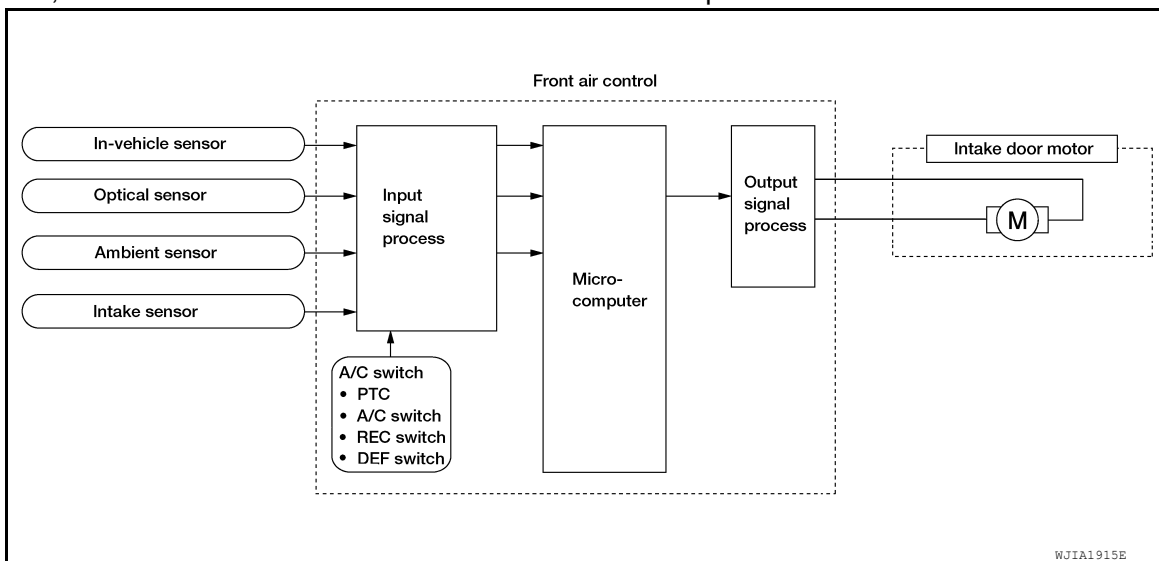 Front air control
In-vehicle sensor
Optical sensor
Ambient sensor
Intake sensor
Input
signal
process
A/C switch
• PTC
• A/C switch
• REC switch
• DEF switch
Micro-
computer
Output
signal
process
Intake door motor
M
WJIA1915E